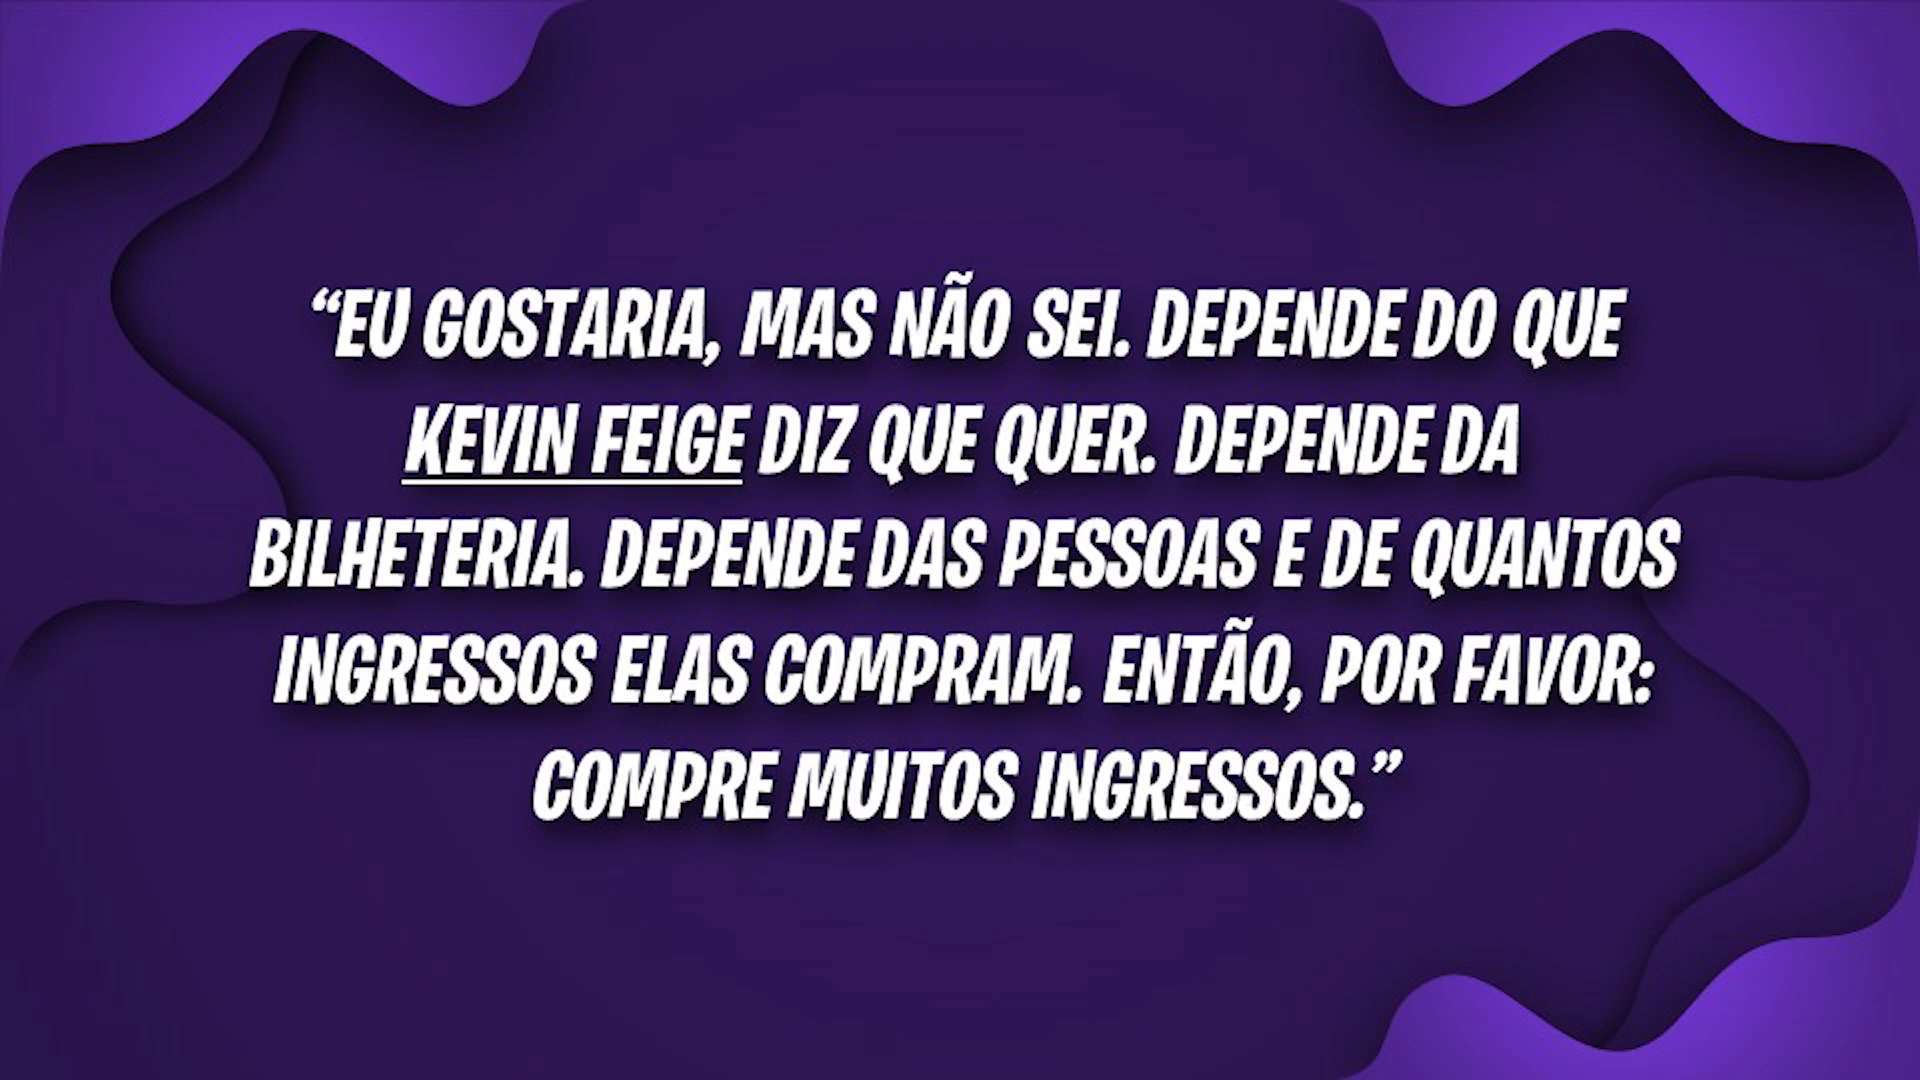 “EU GOSTARIA, MAS NÃO SEI. DEPENDE DO QUE
KEVIN FEIGE DIZ QUE QUER. DEPENDE DA
BILHETERIA. DEPENDE DAS PESSOAS E DE QUANTOS
INGRESSOS ELAS COMPRAM. ENTÃO, POR FAVOR:
COMPRE MUITOS INGRESSOS.”